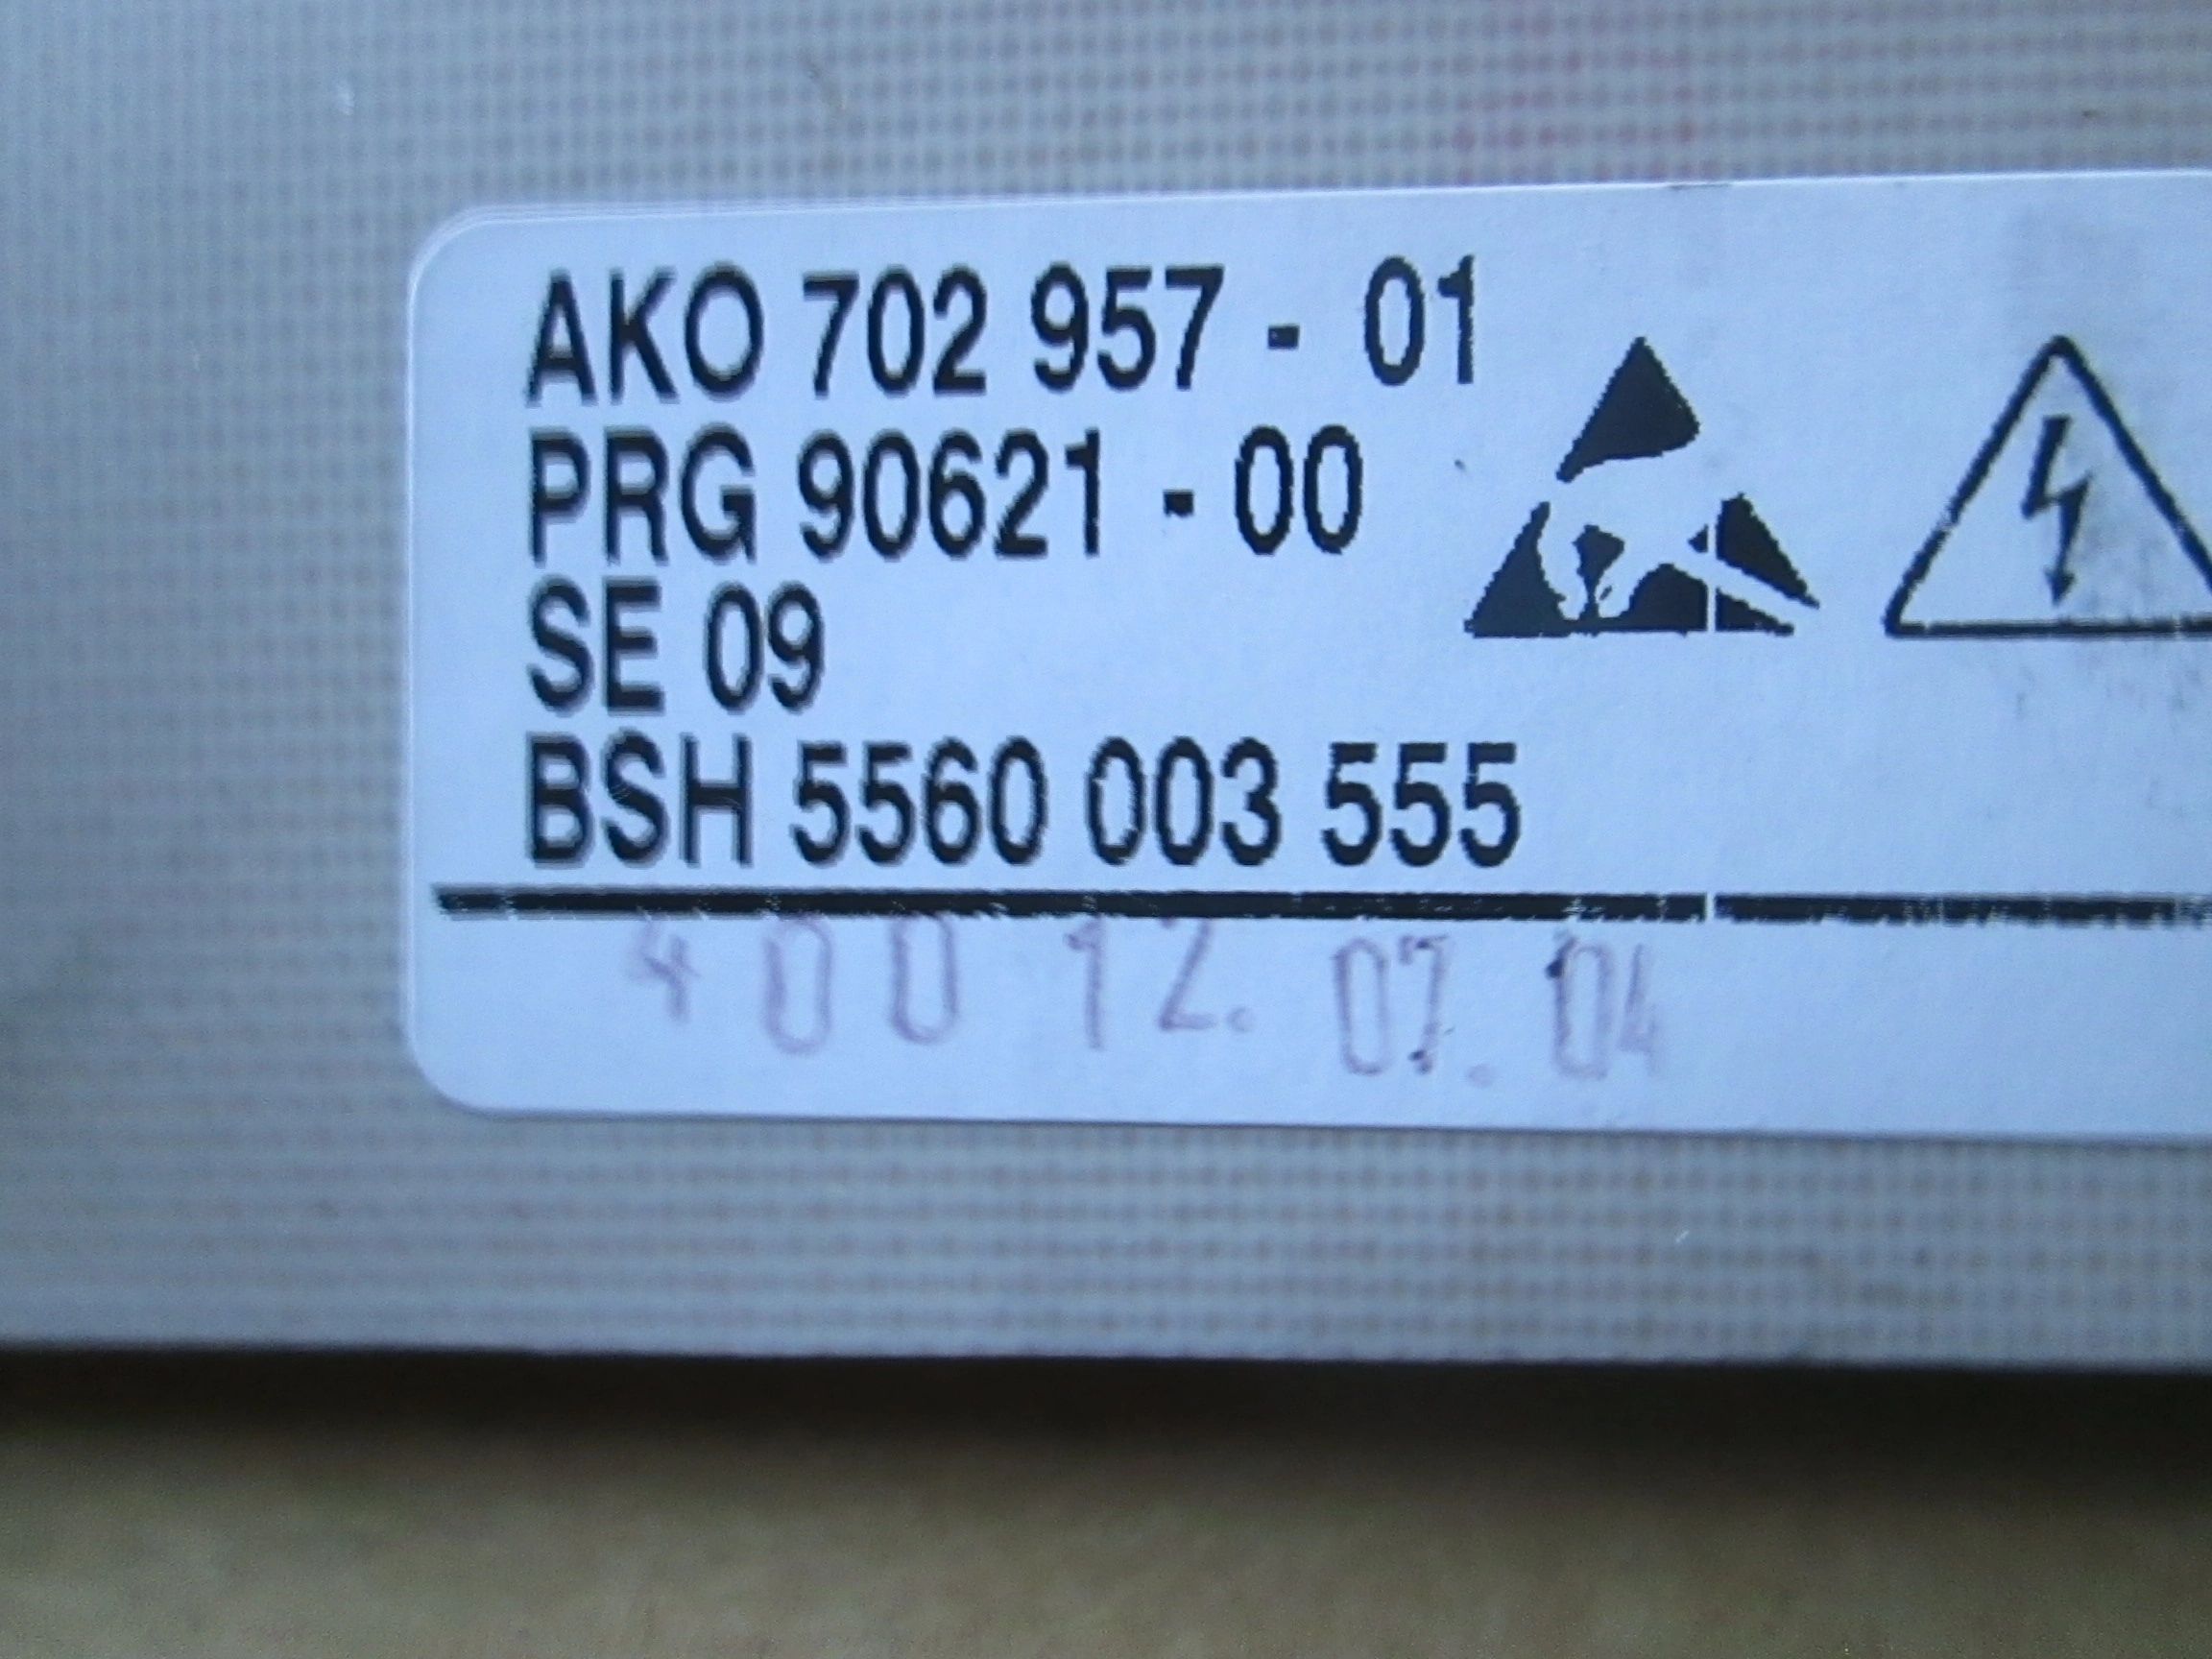 AKO 702 957 - 01
PRG 90621 - 00
SE 09
BSH 5560 003 555
400 12. 07. 04